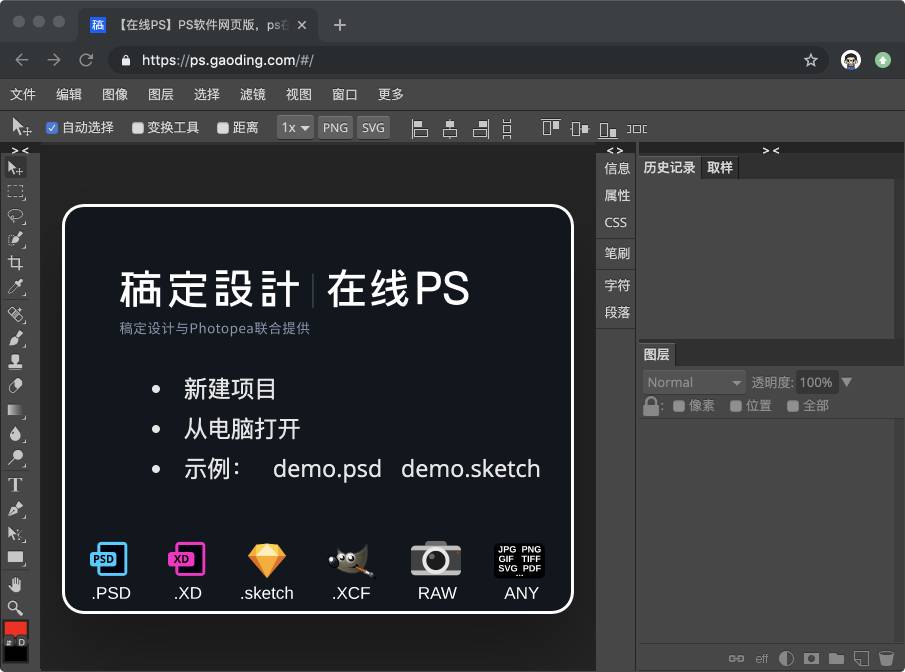 稿 【在线PS】PS软件网页版，ps在
https://ps.gaoding.com/#/
文件 编辑 图像 图层 选择 滤镜 视图 窗口 更多
自动选择 变换工具 距离 1x PNG SVG
> < < > > <
信息
属性
CSS
笔刷
字符
段落
历史记录 取样
稿定設計 在线PS
稿定设计与Photopea联合提供
• 新建项目
• 从电脑打开
• 示例： demo.psd demo.sketch
PSD XD
JPG PNG
GIF TIFF
SVG PDF
...
.PSD .XD .sketch .XCF RAW ANY
图层
Normal 透明度: 100%
: 像素 位置 全部
T
D
eff